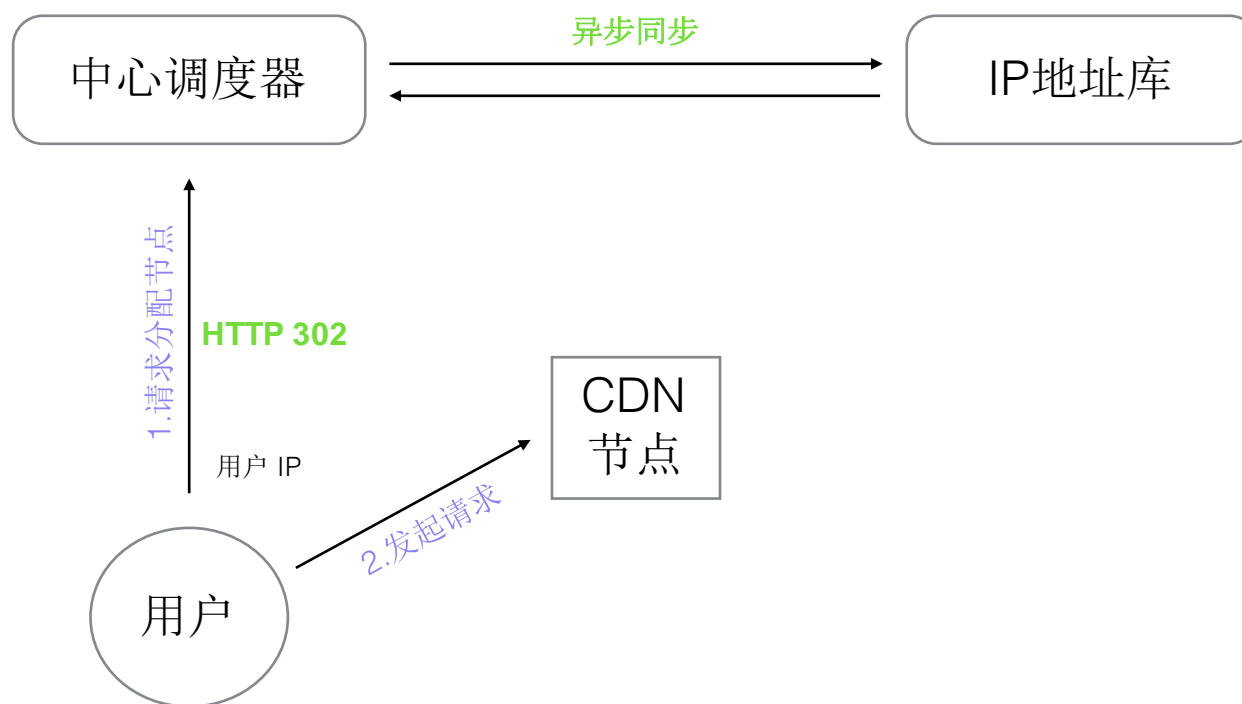 异步同步
中心调度器
IP地址库
1.请求分配节点
HTTP 302
用户 IP
CDN
节点
2.发起请求
用户